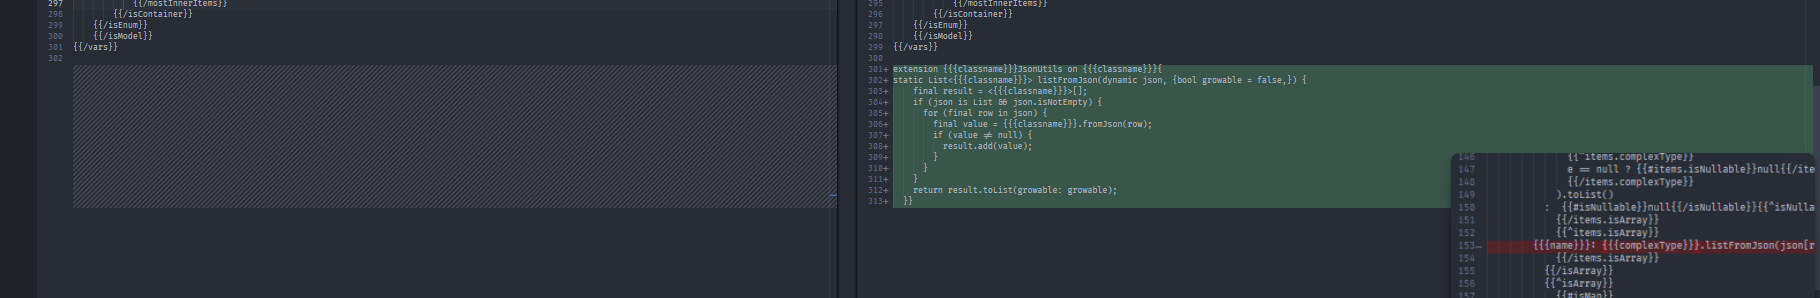 297 {{/mostInnerItems}}
298 {{/isContainer}}
299 {{/isEnum}}
300 {{/isModel}}
301 {{/vars}}
302
295 {{/mostInnerItems}}
296 {{/isContainer}}
297 {{/isEnum}}
298 {{/isModel}}
299 {{/vars}}
300
301+ extension {{{classname}}}JsonUtils on {{{classname}}}{
302+ static List<{{{classname}}}> listFromJson(dynamic json, {bool growable = false,}) {
303+ final result = <{{{classname}}}>[];
304+ if (json is List && json.isNotEmpty) {
305+ for (final row in json) {
306+ final value = {{{classname}}}.fromJson(row);
307+ if (value ≠ null) {
308+ result.add(value);
309+ }
310+ }
311+ }
312+ return result.toList(growable: growable);
313+ }}
146 {{^items.complexType}}
147 e == null ? {{#items.isNullable}}null{{/ite
148 {{/items.complexType}}
149 ).toList()
150 : {{#isNullable}}null{{/isNullable}}{{^isNulla
151 {{/items.isArray}}
152 {{^items.isArray}}
153- {{{name}}}: {{{complexType}}}.listFromJson(json[r
154 {{/items.isArray}}
155 {{/isArray}}
156 {{^isArray}}
157 {{#isMap}}